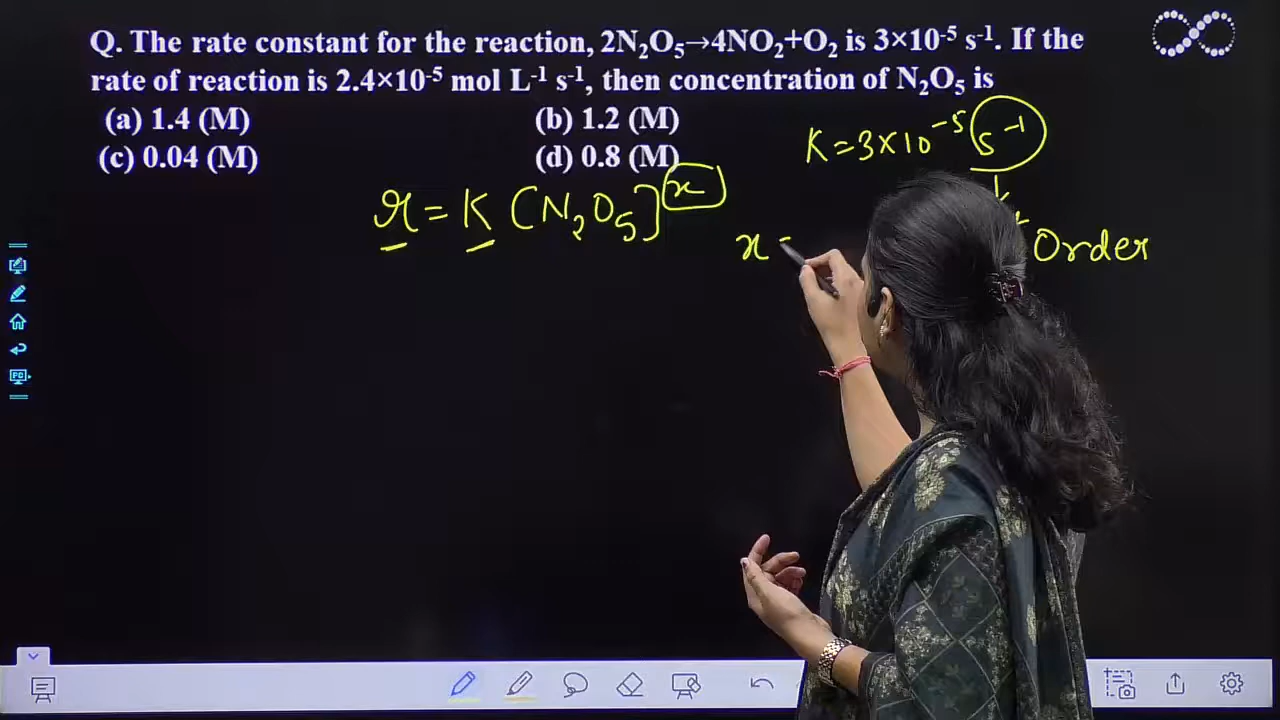 Q. The rate constant for the reaction, 2N₂O₅→4NO₂+O₂ is 3×10⁻⁵ s⁻¹. If the
rate of reaction is 2.4×10⁻⁵ mol L⁻¹ s⁻¹, then concentration of N₂O₅ is
(a) 1.4 (M) (b) 1.2 (M)
(c) 0.04 (M) (d) 0.8 (M)
K=3×10⁻⁵ s⁻¹
r = K [N₂O₅]ˣ
x =
Order